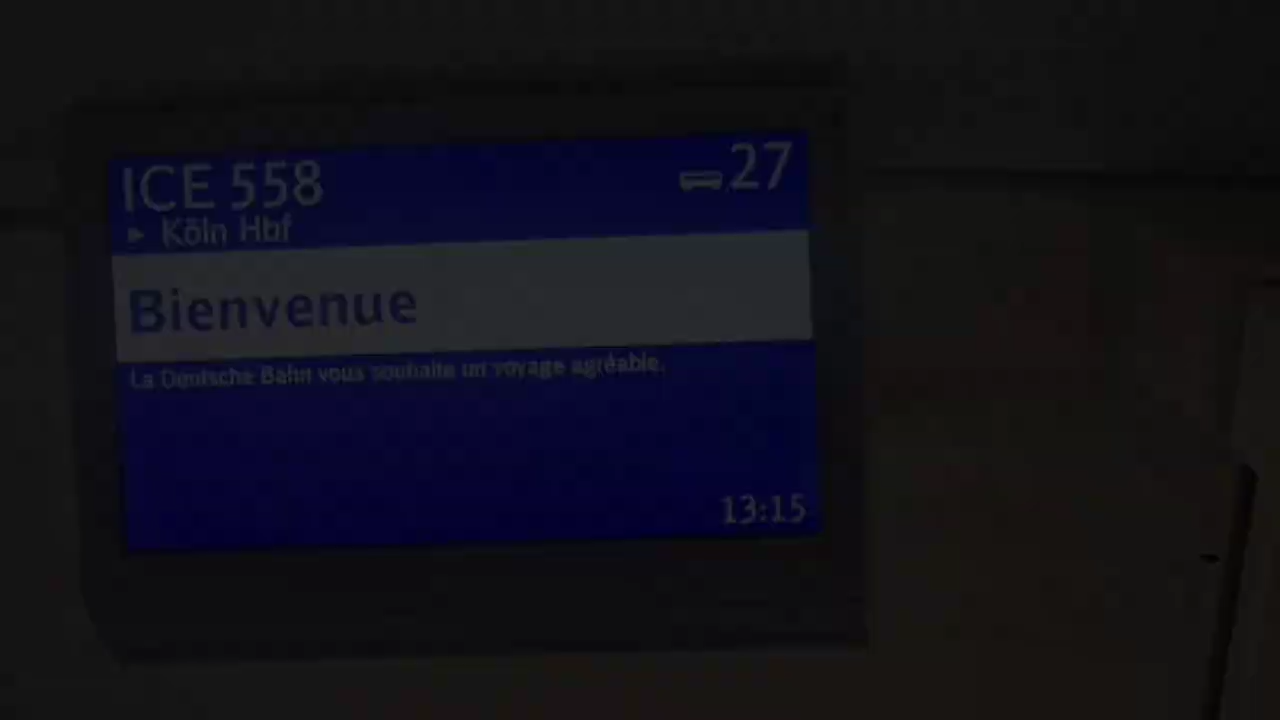 ICE 558
27
Köln Hbf
Bienvenue
La Deutsche Bahn vous souhaite un voyage agréable.
13:15